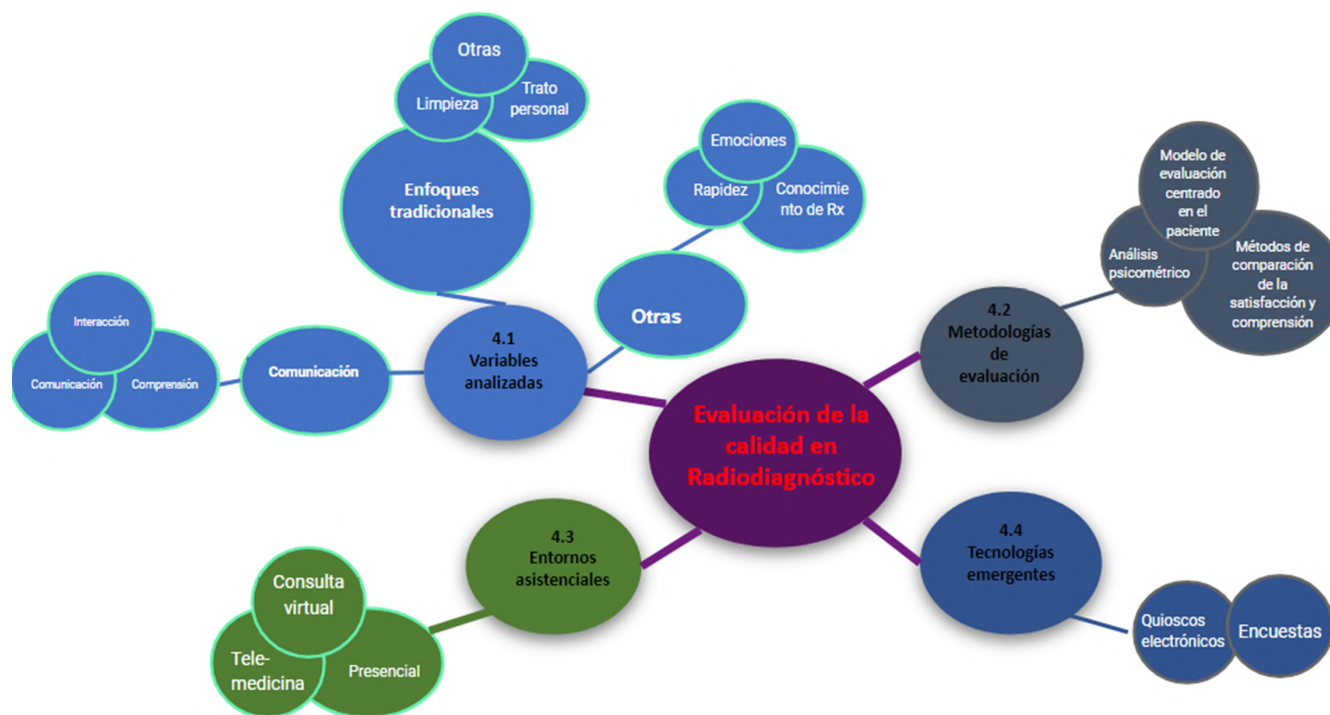 Otras
Limpieza
Trato
personal
Enfoques
tradicionales
Emociones
Rapidez
Conocimie
nto de Rx
Otras
Interacción
Comunicación
Comprensión
Comunicación
4.1
Variables
analizadas
Modelo de
evaluación
centrado
en el
paciente
Análisis
psicométrico
Métodos de
comparación
de la
satisfacción y
comprensión
4.2
Metodologías
de
evaluación
Evaluación de la
calidad en
Radiodiagnóstico
4.3
Entornos
asistenciales
Consulta
virtual
Tele-
medicina
Presencial
4.4
Tecnologías
emergentes
Quioscos
electrónicos
Encuestas